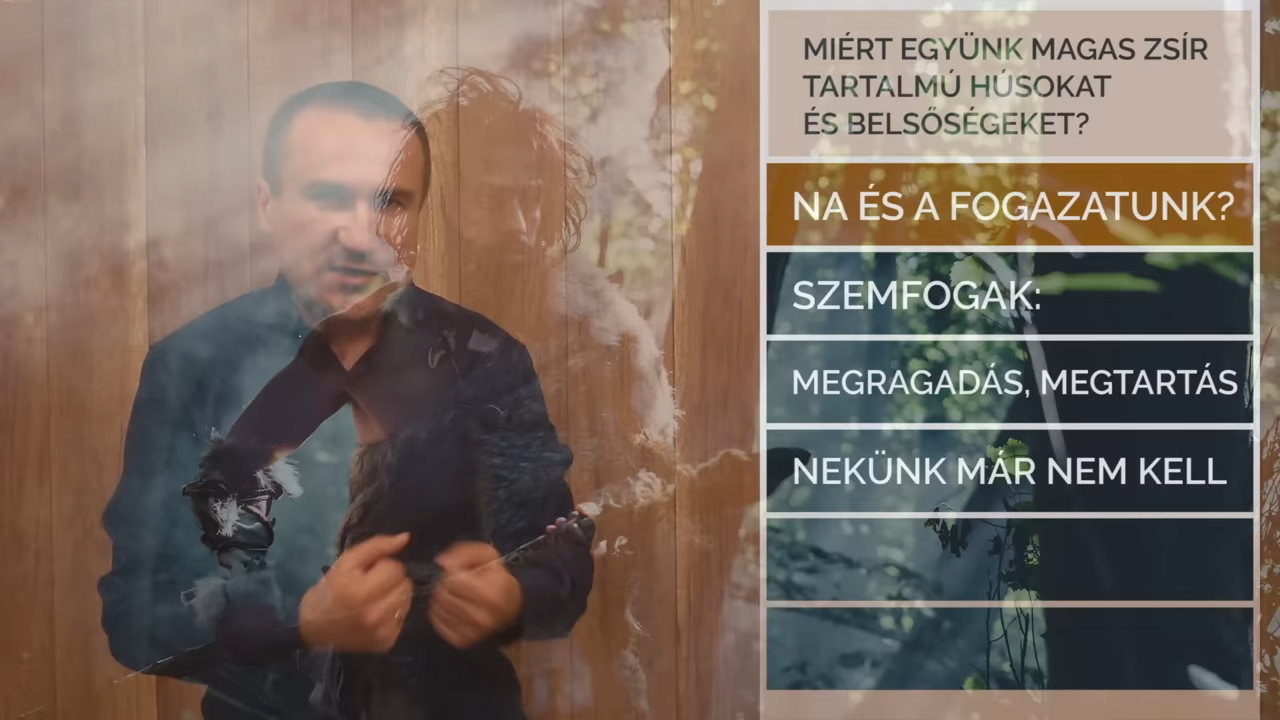 MIÉRT EGYÜNK MAGAS ZSÍR
TARTALMÚ HÚSOKAT
ÉS BELSŐSÉGEKET?
NA ÉS A FOGAZATUNK?
SZEMFOGAK:
MEGRAGADÁS, MEGTARTÁS
NEKÜNK MÁR NEM KELL